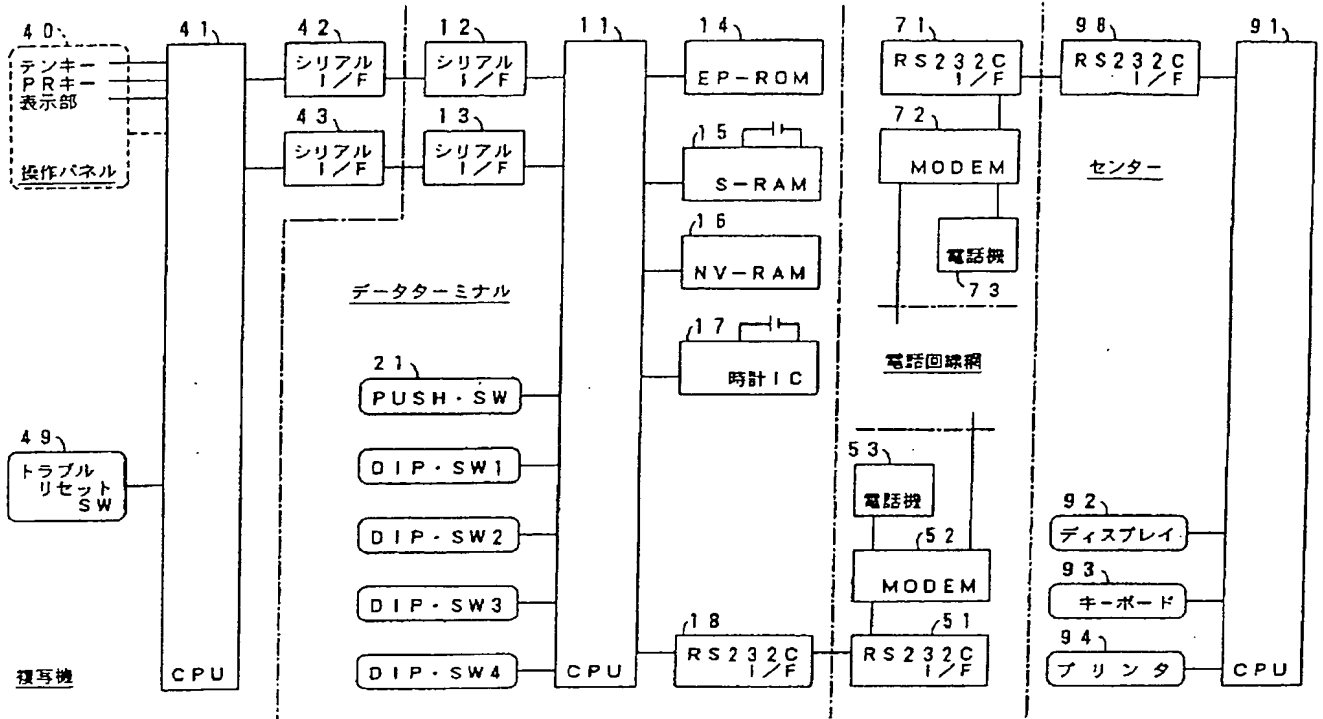 40
テンキー
PRキー
表示部
操作パネル
41
CPU
49
トラブル
リセット
SW
複写機
42
シリアル
I/F
43
シリアル
I/F
12
シリアル
I/F
13
シリアル
I/F
データターミナル
21
PUSH・SW
DIP・SW1
DIP・SW2
DIP・SW3
DIP・SW4
11
CPU
14
EP-ROM
15
S-RAM
16
NV-RAM
17
時計IC
18
RS232C
I/F
71
RS232C
I/F
72
MODEM
電話機
73
電話回線網
53
電話機
52
MODEM
51
RS232C
I/F
98
RS232C
I/F
センター
91
CPU
92
ディスプレイ
93
キーボード
94
プリンタ